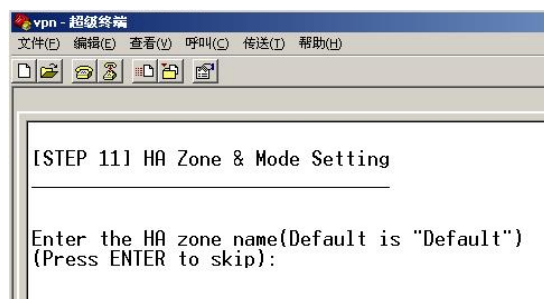 vpn - 超级终端
文件(F) 编辑(E) 查看(V) 呼叫(C) 传送(T) 帮助(H)
[STEP 11] HA Zone & Mode Setting
Enter the HA zone name(Default is "Default")
(Press ENTER to skip):